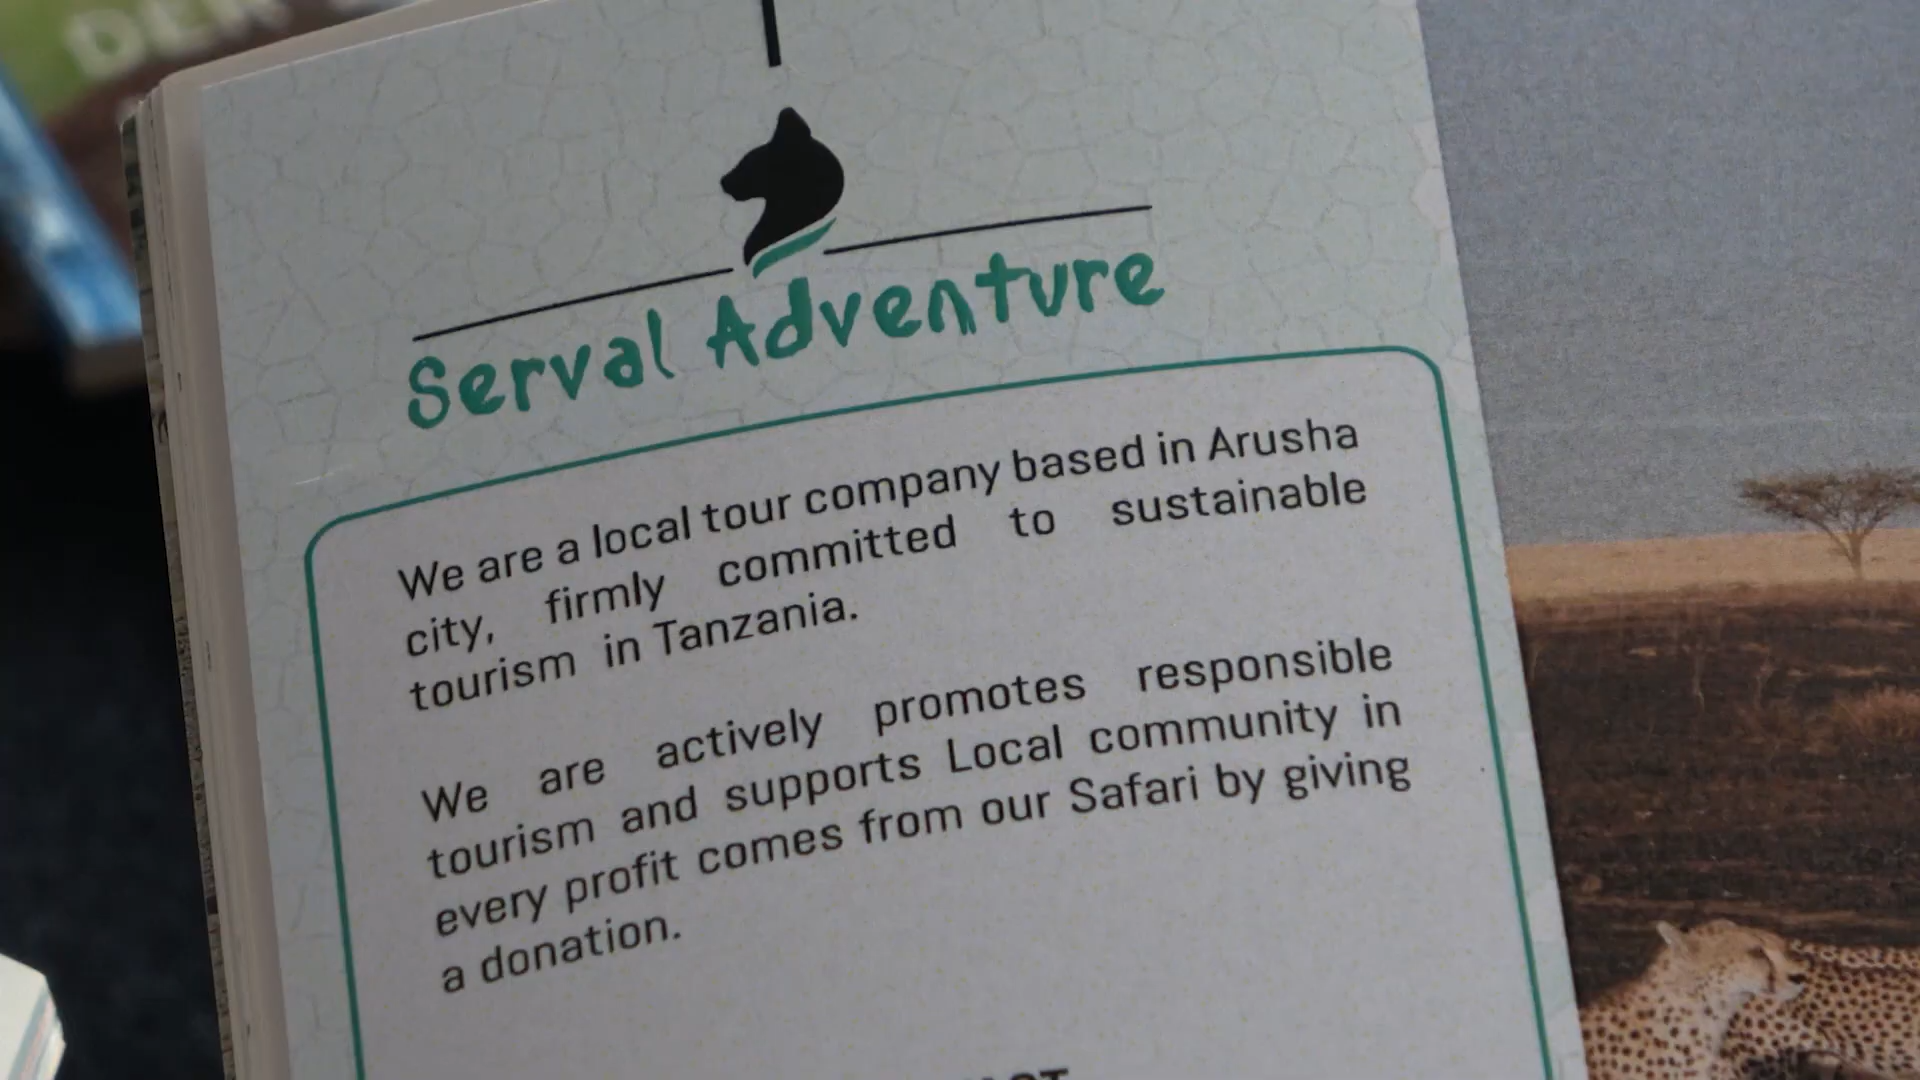 Serval Adventure
We are a local tour company based in Arusha
city, firmly committed to sustainable
tourism in Tanzania.
We are actively promotes responsible
tourism and supports Local community in
every profit comes from our Safari by giving
a donation.